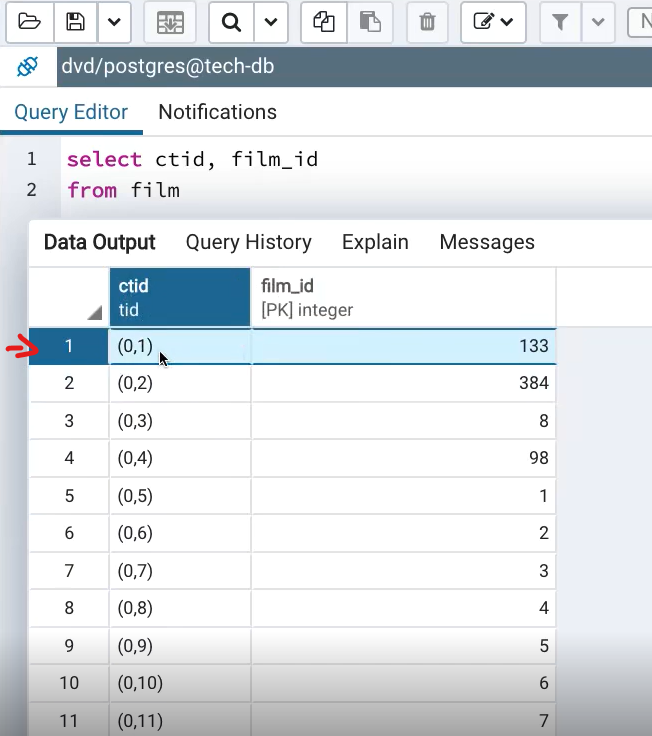 N
dvd/postgres@tech-db
Query Editor Notifications
1 select ctid, film_id
2 from film
Data Output Query History Explain Messages
ctid film_id
tid [PK] integer
1 (0,1) 133
2 (0,2) 384
3 (0,3) 8
4 (0,4) 98
5 (0,5) 1
6 (0,6) 2
7 (0,7) 3
8 (0,8) 4
9 (0,9) 5
10 (0,10) 6
11 (0,11) 7